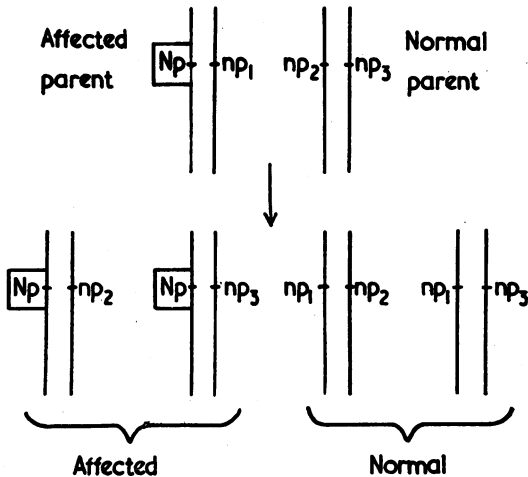 Affected
parent
Np np₁ np₂ np₃
Normal
parent
Np np₂ Np np₃ np₁ np₂ np₁ np₃
Affected Normal